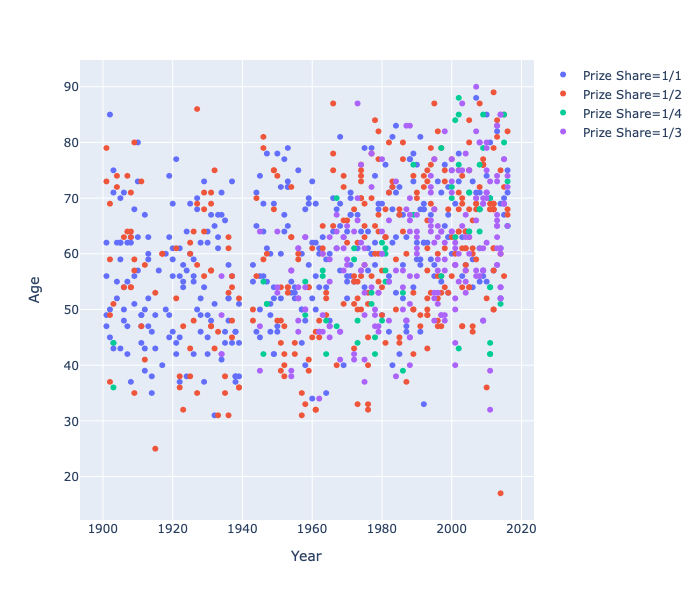 90
80
70
60
50
40
30
20
Age
1900 1920 1940 1960 1980 2000 2020
Year
Prize Share=1/1
Prize Share=1/2
Prize Share=1/4
Prize Share=1/3